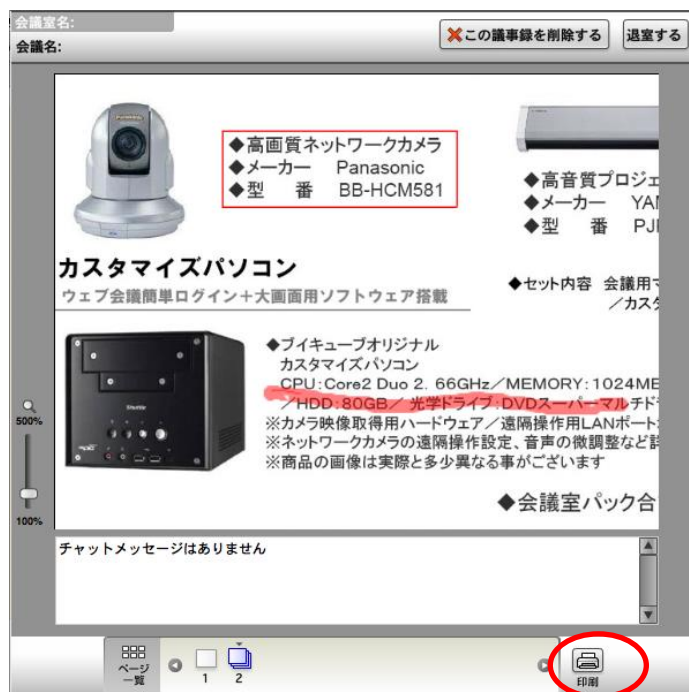 会議室名:
会議名:
この議事録を削除する
退室する
◆高画質ネットワークカメラ
◆メーカー Panasonic
◆型 番 BB-HCM581
◆高音質プロジェ
◆メーカー YA
◆型 番 PJ
カスタマイズパソコン
ウェブ会議簡単ログイン+大画面用ソフトウェア搭載
◆セット内容 会議用
/カスタ
◆ブイキューブオリジナル
カスタマイズパソコン
CPU:Core2 Duo 2. 66GHz/MEMORY:1024ME
/HDD:80GB/ 光学ドライブ:DVDスーパーマルチド
※カメラ映像取得用ハードウェア/遠隔操作用LANポート
※ネットワークカメラの遠隔操作設定、音声の微調整など
※商品の画像は実際と多少異なる事がございます
Shuttle
◆会議室パック合
500%
100%
チャットメッセージはありません
ページ
一覧
1
2
印刷